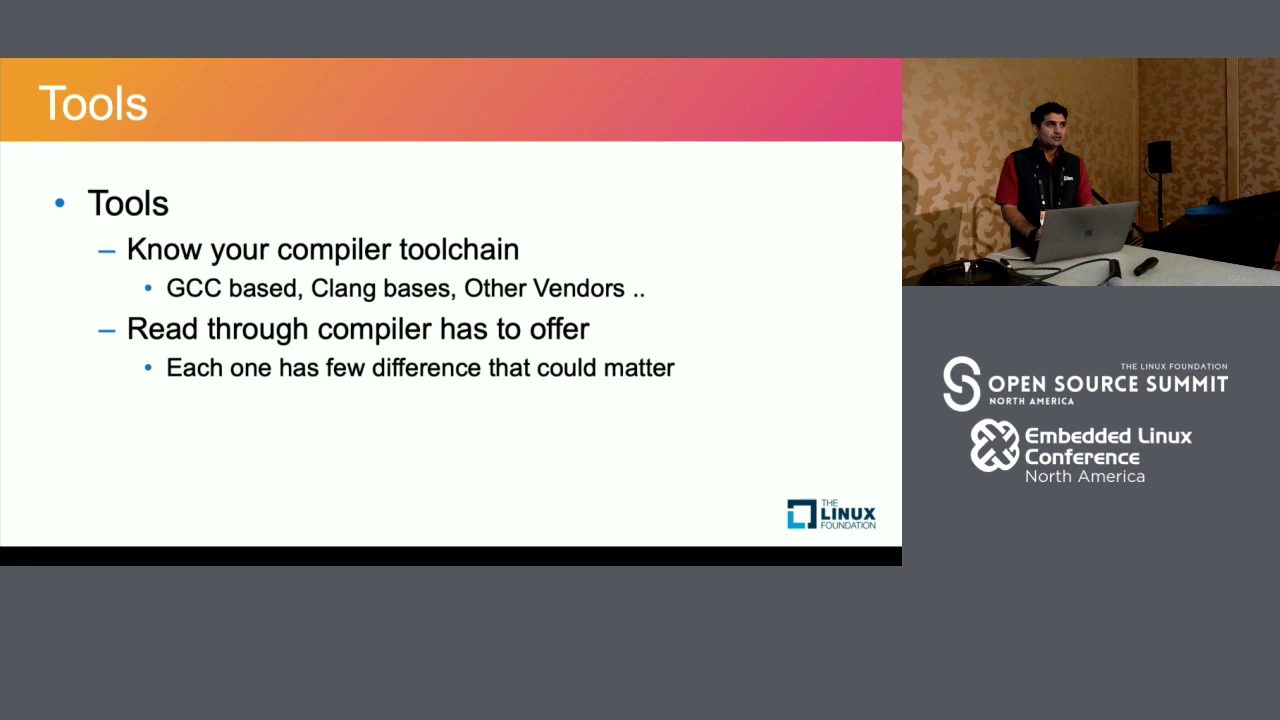 Tools
• Tools
– Know your compiler toolchain
• GCC based, Clang bases, Other Vendors ..
– Read through compiler has to offer
• Each one has few difference that could matter
THE
LINUX
FOUNDATION
THE LINUX FOUNDATION
OPEN SOURCE SUMMIT
NORTH AMERICA
Embedded Linux
Conference
North America